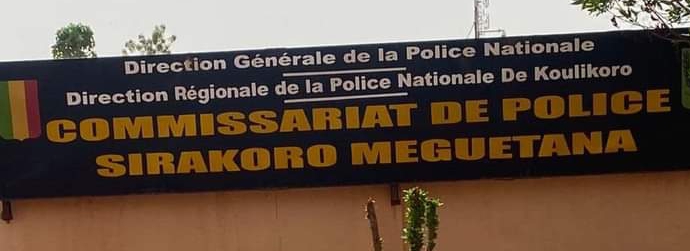 Direction Générale de la Police Nationale
Direction Régionale de la Police Nationale De Koulikoro
COMMISSARIAT DE POLICE
SIRAKORO MEGUETANA